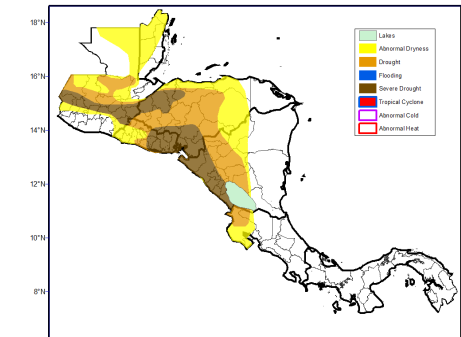 18°N
16°N
14°N
12°N
10°N
8°N
Lakes
Abnormal Dryness
Drought
Flooding
Severe Drought
Tropical Cyclone
Abnormal Cold
Abnormal Heat